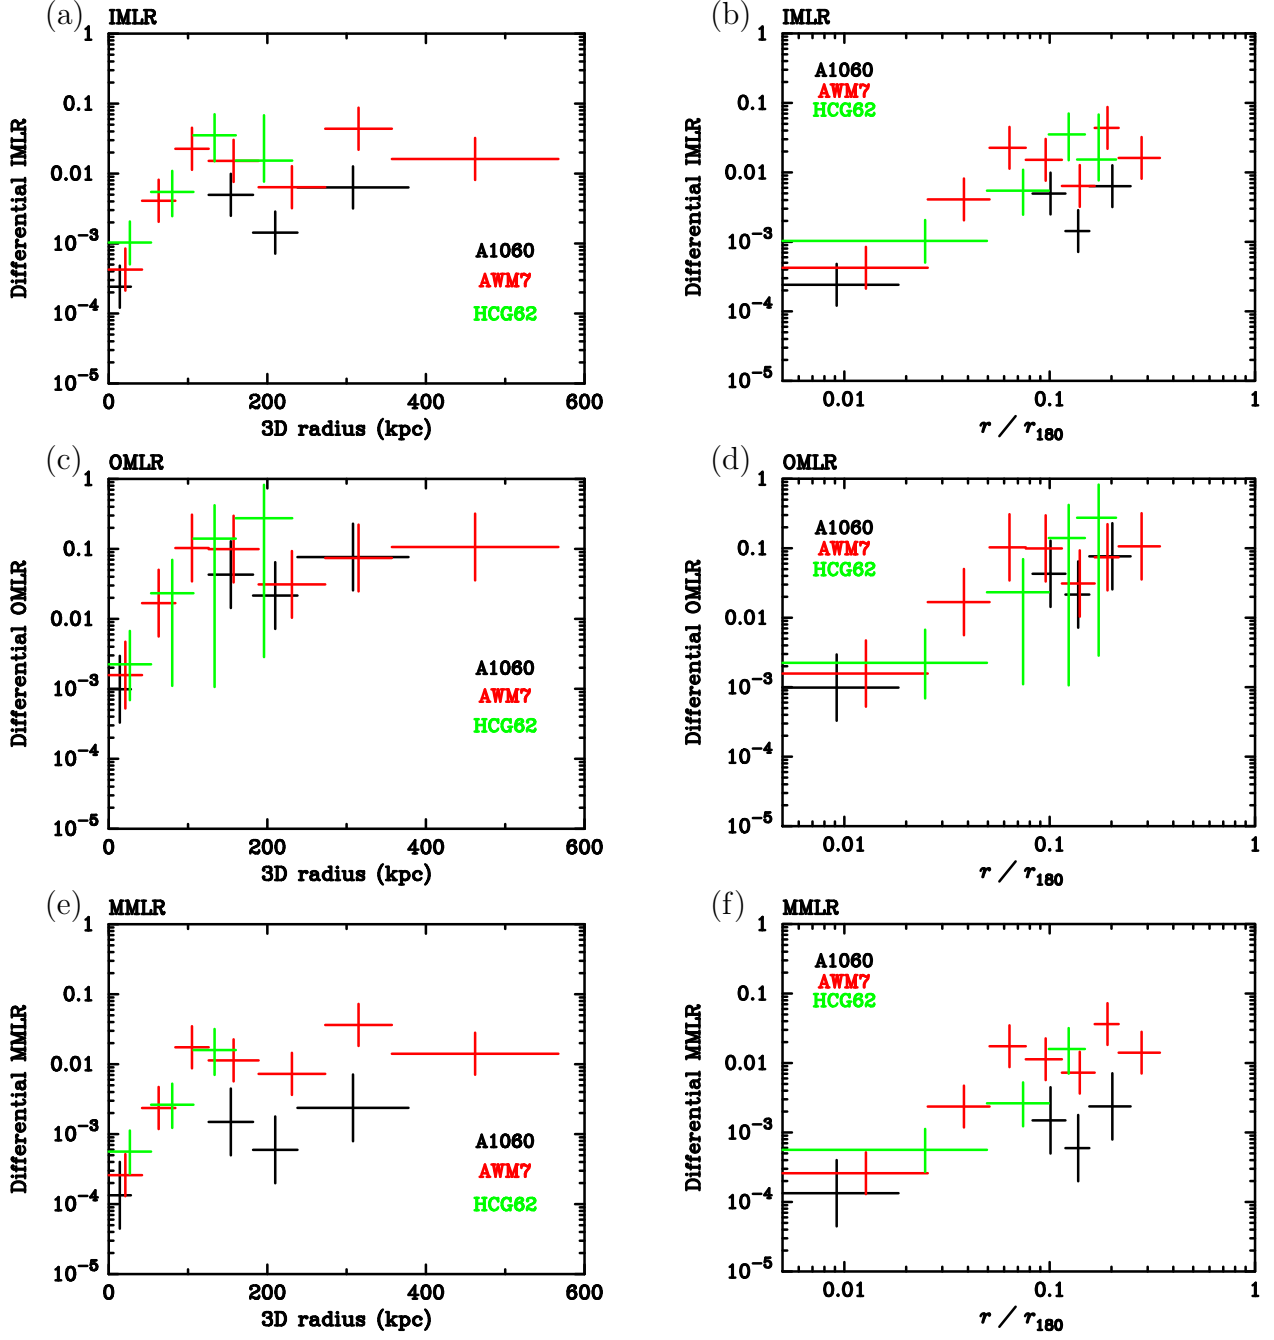 (a) IMLR
1
0.1
0.01
10⁻³
10⁻⁴
10⁻⁵
Differential IMLR
A1060
AWM7
HCG62
0 200 400 600
3D radius (kpc)
(b) IMLR
1
0.1
0.01
10⁻³
10⁻⁴
10⁻⁵
Differential IMLR
A1060
AWM7
HCG62
0.01 0.1 1
r / r₁₈₀
(c) OMLR
1
0.1
0.01
10⁻³
10⁻⁴
10⁻⁵
Differential OMLR
A1060
AWM7
HCG62
0 200 400 600
3D radius (kpc)
(d) OMLR
1
0.1
0.01
10⁻³
10⁻⁴
10⁻⁵
Differential OMLR
A1060
AWM7
HCG62
0.01 0.1 1
r / r₁₈₀
(e) MMLR
1
0.1
0.01
10⁻³
10⁻⁴
10⁻⁵
Differential MMLR
A1060
AWM7
HCG62
0 200 400 600
3D radius (kpc)
(f) MMLR
1
0.1
0.01
10⁻³
10⁻⁴
10⁻⁵
Differential MMLR
A1060
AWM7
HCG62
0.01 0.1 1
r / r₁₈₀